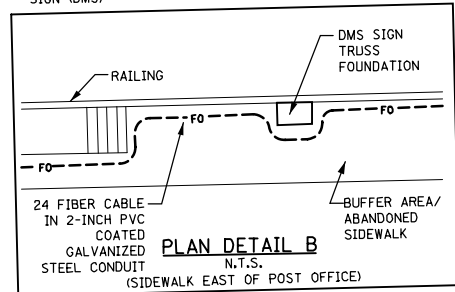 SIGN (DMS)
DMS SIGN
TRUSS
FOUNDATION
RAILING
FO
FO
FO
24 FIBER CABLE
IN 2-INCH PVC
COATED
GALVANIZED
STEEL CONDUIT
BUFFER AREA/
ABANDONED
SIDEWALK
PLAN DETAIL B
N.T.S.
(SIDEWALK EAST OF POST OFFICE)